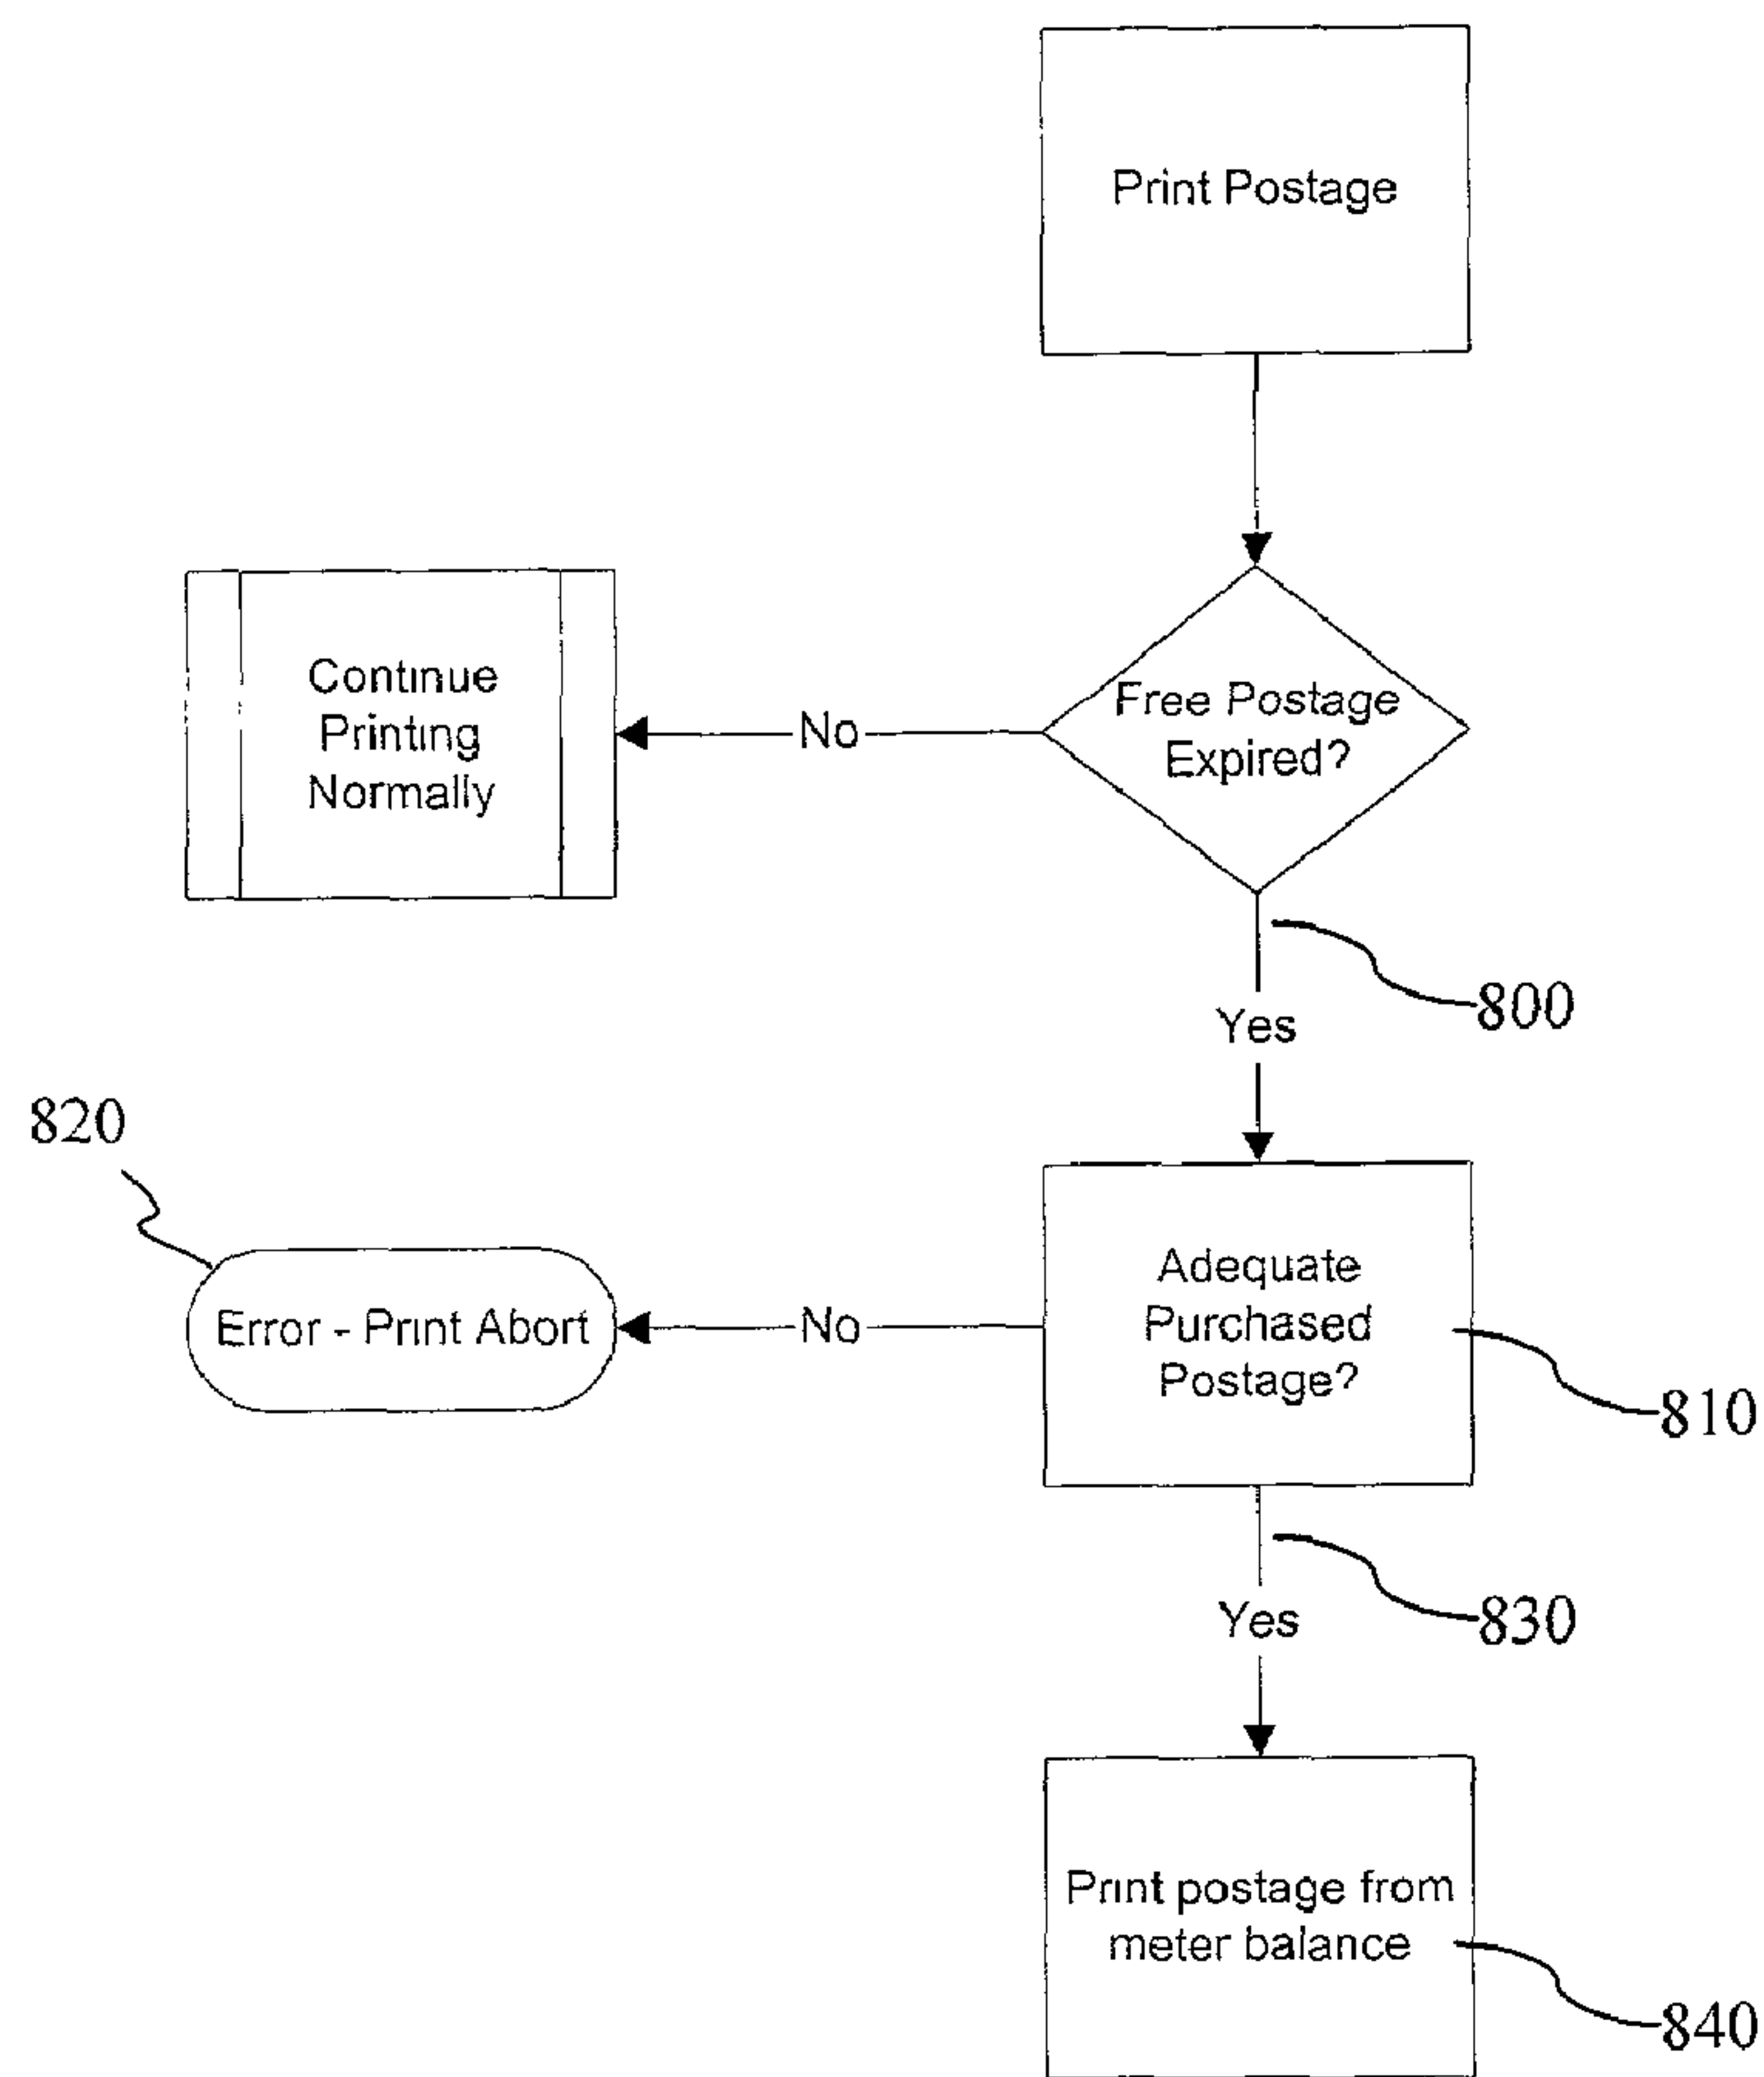 Print Postage
Continue
Printing
Normally
No
Free Postage
Expired?
800
Yes
820
Error - Print Abort
No
Adequate
Purchased
Postage?
810
830
Yes
Print postage from
meter balance
840